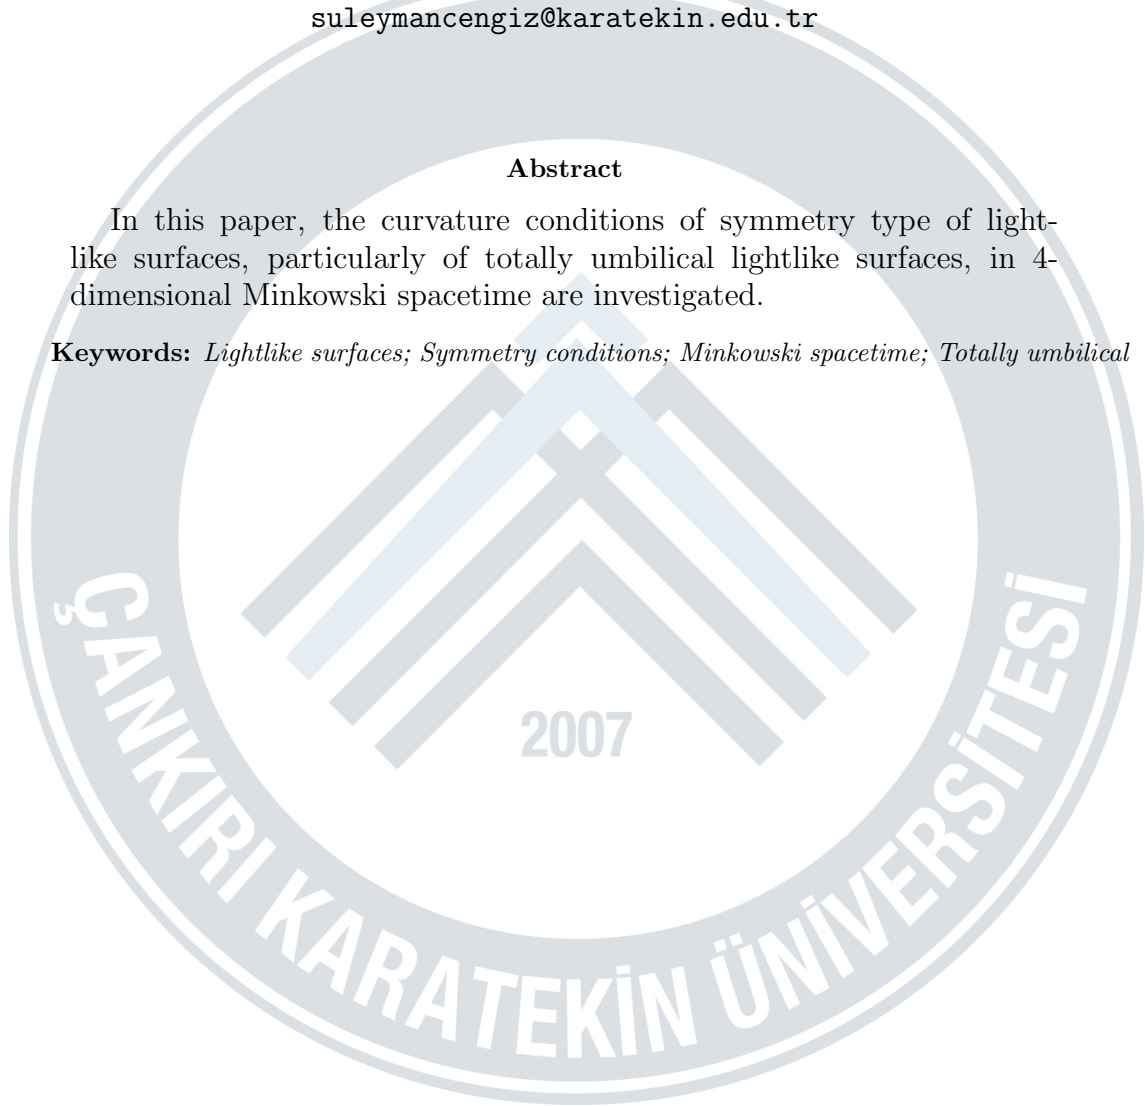 suleymancengiz@karatekin.edu.tr
Abstract
In this paper, the curvature conditions of symmetry type of light-
like surfaces, particularly of totally umbilical lightlike surfaces, in 4-
dimensional Minkowski spacetime are investigated.
Keywords: Lightlike surfaces; Symmetry conditions; Minkowski spacetime; Totally umbilical
2007
ÇANKIRI KARATEKİN ÜNİVERSİTESİ